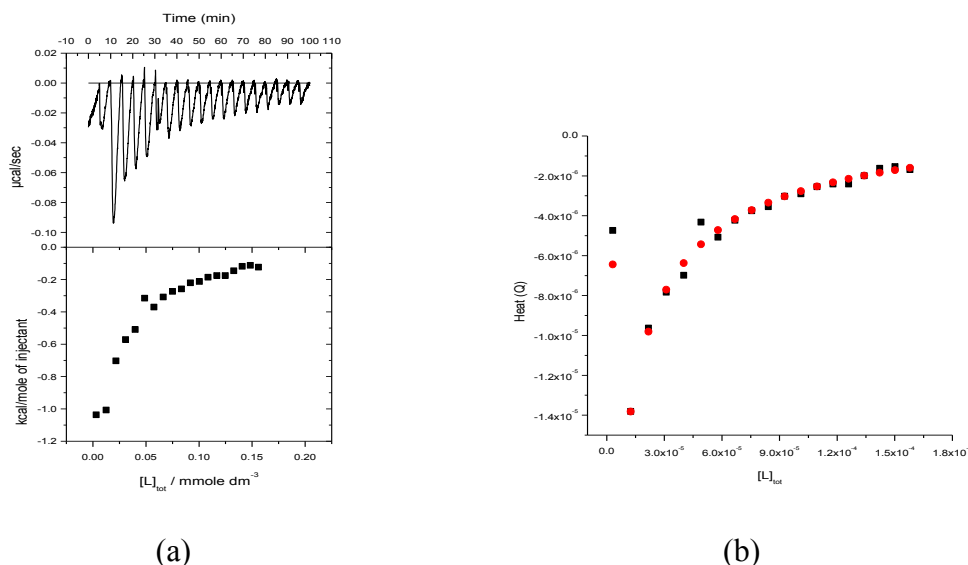 Time (min)
-10 0 10 20 30 40 50 60 70 80 90 100 110
0.02
0.00
-0.02
-0.04
-0.06
-0.08
-0.10
µcal/sec
0.0
-0.2
-0.4
-0.6
-0.8
-1.0
-1.2
kcal/mole of injectant
0.00 0.05 0.10 0.15 0.20
[L]tot / mmole dm-3
(a)
0.0
-2.0x10-6
-4.0x10-6
-6.0x10-6
-8.0x10-6
-1.0x10-5
-1.2x10-5
-1.4x10-5
Heat (Q)
0.0 3.0x10-5 6.0x10-5 9.0x10-5 1.2x10-4 1.5x10-4 1.8x10
[L]tot
(b)